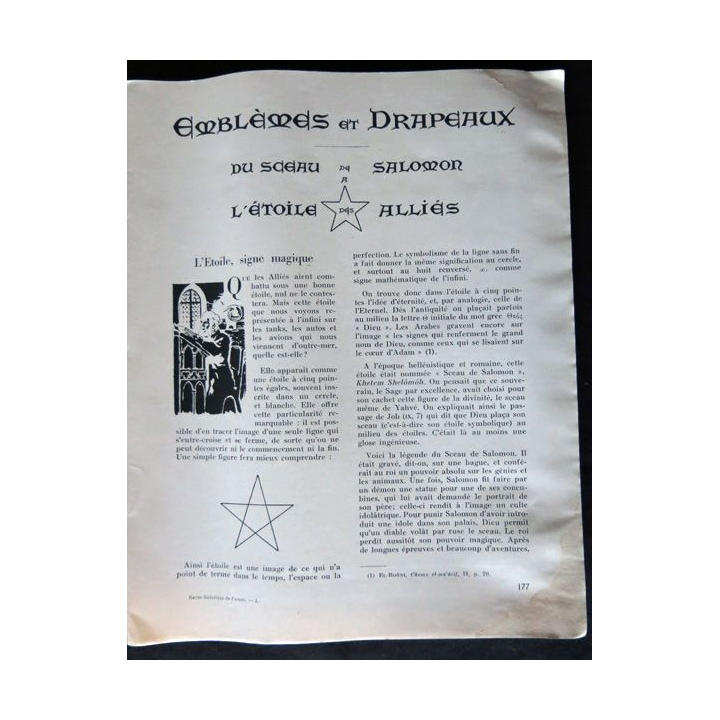 EMBLÈMES ET DRAPEAUX
DU SCEAU DE SALOMON
A
L'ÉTOILE DES ALLIÉS
L'Etoile, signe magique
QUE les Alliés aient com-
battu sous une bonne
étoile, nul ne le contes-
tera. Mais cette étoile
que nous voyons re-
présentée à l'infini sur
les tanks, les autos et
les avions qui nous
viennent d'outre-mer,
quelle est-elle ?
Elle apparaît comme
une étoile à cinq poin-
tes égales, souvent ins-
crite dans un cercle,
et blanche. Elle offre
cette particularité re-
marquable : il est pos-
sible d'en tracer l'image d'une seule ligne qui
s'entre-croise et se ferme, de sorte qu'on ne
peut découvrir ni le commencement ni la fin.
Une simple figure fera mieux comprendre :
Ainsi l'étoile est une image de ce qui n'a
point de terme dans le temps, l'espace ou la
perfection. Le symbolisme de la ligne sans fin
a fait donner la même signification au cercle,
et surtout au huit renversé, ∞, comme
signe mathématique de l'infini.
On trouve donc dans l'étoile à cinq poin-
tes l'idée d'éternité, et, par analogie, celle de
l'Eternel. Dès l'antiquité on plaçait parfois
au milieu la lettre Θ initiale du mot grec Θεός
« Dieu ». Les Arabes gravent encore sur
l'image « les signes qui renferment le grand
nom de Dieu, comme ceux qui se lisaient sur
le cœur d'Adam » (1).
A l'époque hellénistique et romaine, cette
étoile était nommée « Sceau de Salomon »,
Khetem Shelômôh. On pensait que ce souve-
rain, le Sage par excellence, avait choisi pour
son cachet cette figure de la divinité, le sceau
même de Yahvé. On expliquait ainsi le pas-
sage de Job (IX, 7) qui dit que Dieu plaça son
sceau (c'est-à-dire son étoile symbolique) au
milieu des étoiles. C'était là au moins une
glose ingénieuse.
Voici la légende du Sceau de Salomon. Il
était gravé, dit-on, sur une bague, et confé-
rait au roi un pouvoir absolu sur les génies et
les animaux. Une fois, Salomon fit faire par
un démon une statue pour une de ses concu-
bines, qui lui avait demandé le portrait de
son père; celle-ci rendit à l'image un culte
idolâtrique. Pour punir Salomon d'avoir intro-
duit une idole dans son palais, Dieu permit
qu'un diable volât par ruse le sceau. Le roi
perdit aussitôt son pouvoir magique. Après
de longues épreuves et beaucoup d'aventures,
(1) EL-BOUNI, II, p. 70.
177
Revue Historique de l'Armée. — 4.